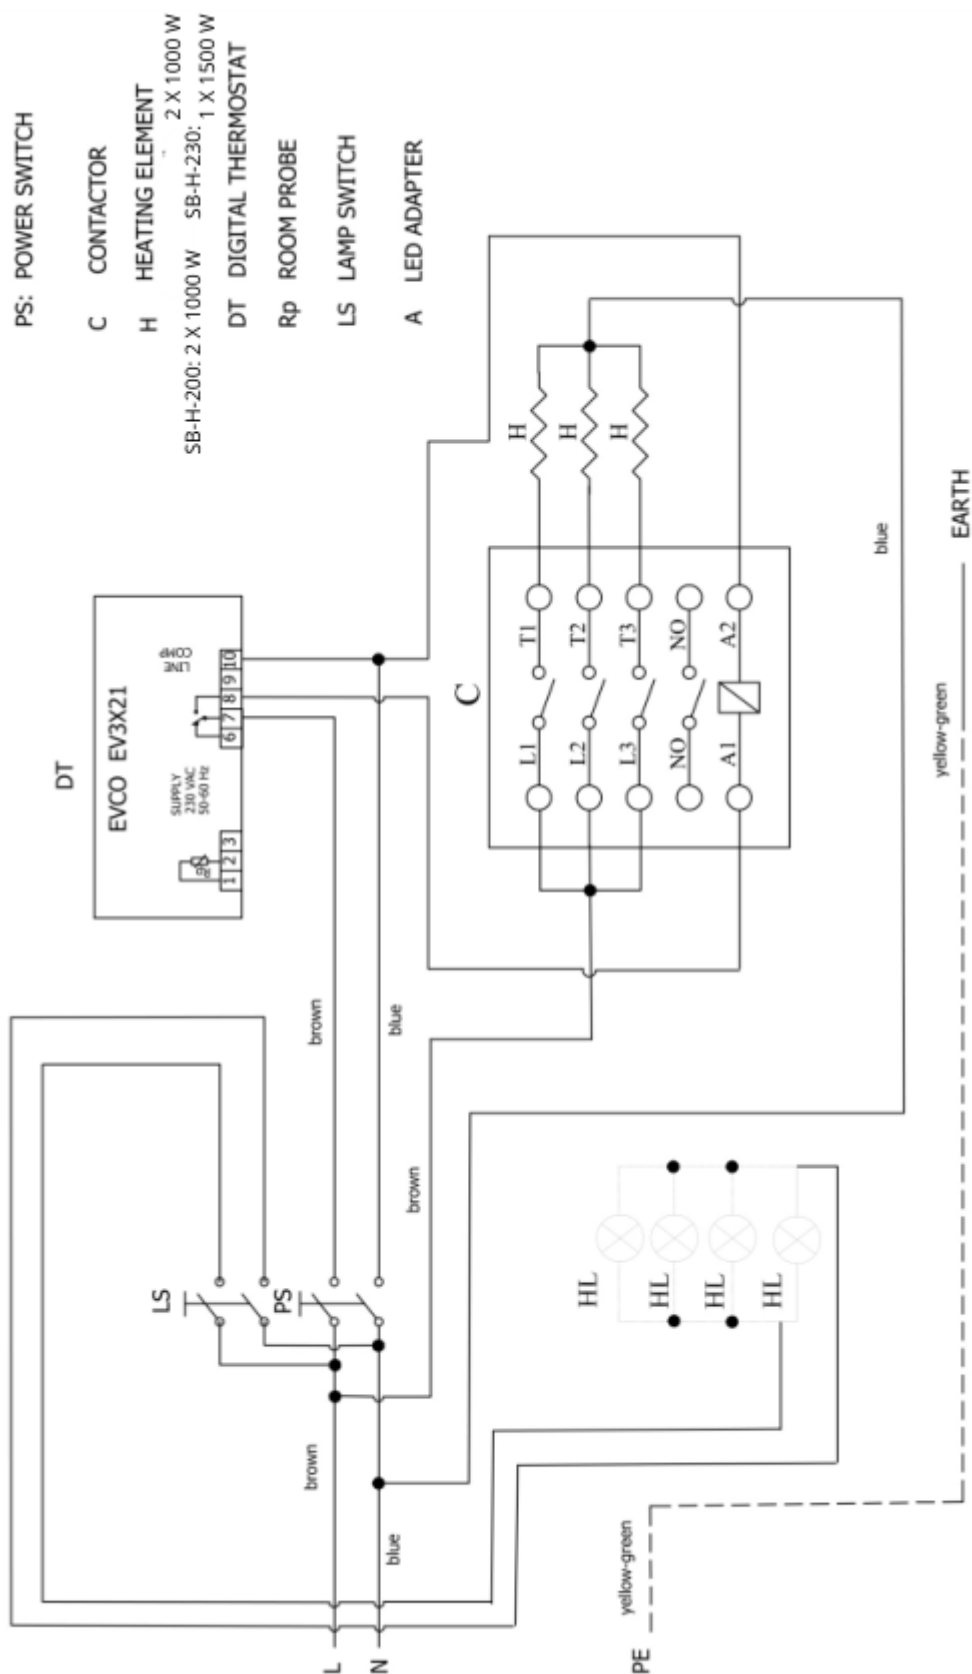 PS: POWER SWITCH
C CONTACTOR
H HEATING ELEMENT
2 X 1000 W
SB-H-200: 2 X 1000 W SB-H-230:
1 X 1500 W
DT DIGITAL THERMOSTAT
Rp ROOM PROBE
LS LAMP SWITCH
A LED ADAPTER
DT
EVCO EV3X21
SUPPLY
230 VAC
50-60 Hz
LINE
COMP
1 2 3
6 7 8 9 10
Rp
LS
PS
brown
blue
brown
brown
blue
L
N
C
L1 T1 H
L2 T2 H
L3 T3 H
NO NO
A1 A2
HL
HL
HL
HL
blue
PE
yellow-green
yellow-green
EARTH